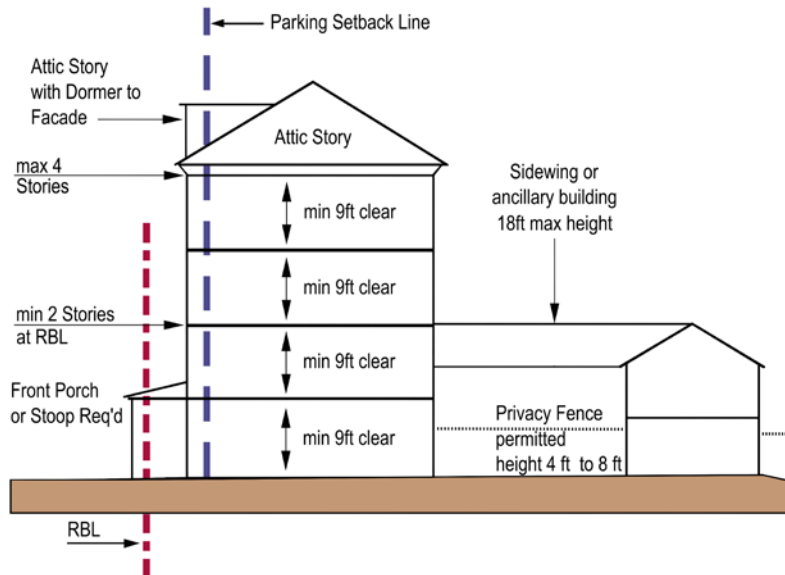 Parking Setback Line
Attic Story
with Dormer to
Facade
Attic Story
max 4
Stories
min 9ft clear
Sidewing or
ancillary building
18ft max height
min 9ft clear
min 2 Stories
at RBL
min 9ft clear
Front Porch
or Stoop Req'd
min 9ft clear
Privacy Fence
permitted
height 4 ft to 8 ft
RBL